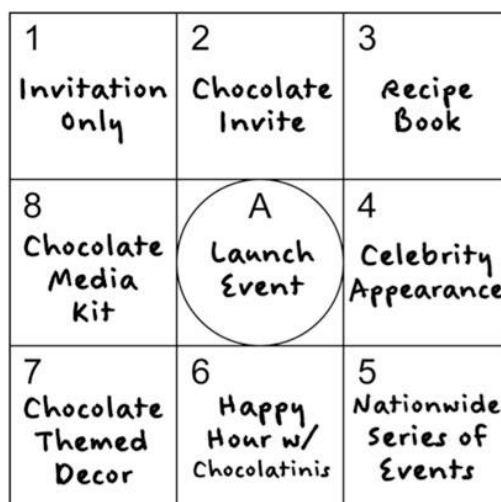 1
Invitation
Only
2
Chocolate
Invite
3
Recipe
Book
8
Chocolate
Media
Kit
A
Launch
Event
4
Celebrity
Appearance
7
Chocolate
Themed
Decor
6
Happy
Hour w/
Chocolatinis
5
Nationwide
Series of
Events